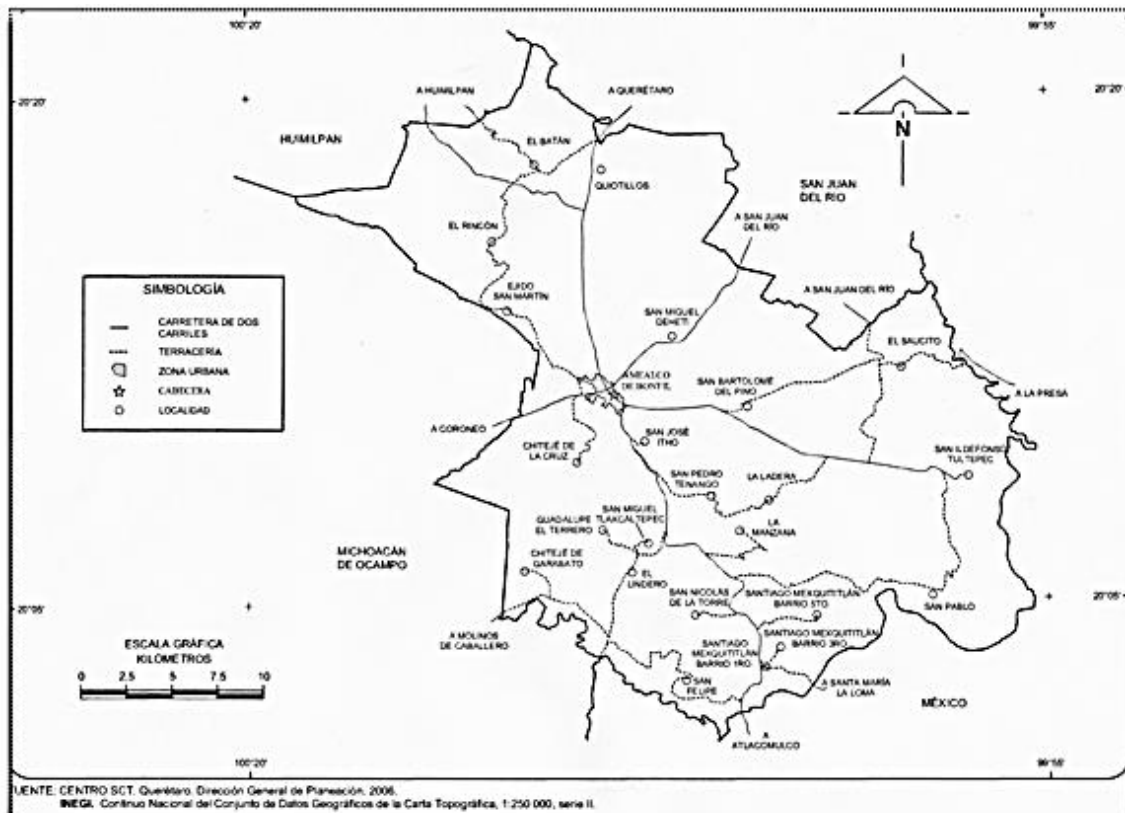 100°20'
99°55'
20°20'
20°20'
A HUIMILPAN
A QUERÉTARO
HUIMILPAN
EL BATÁN
QUIOTILLOS
N
SAN JUAN
DEL RÍO
A SAN JUAN
DEL RÍO
EL RINCÓN
A SAN JUAN DEL RÍO
EJIDO
SAN MARTÍN
SAN MIGUEL
DEHETI
EL SAUCITO
SIMBOLOGÍA
CARRETERA DE DOS
CARRILES
TERRACERÍA
ZONA URBANA
CABECERA
LOCALIDAD
AMEALCO
DE BONFIL
SAN BARTOLOMÉ
DEL PINO
A LA PRESA
A CORONEO
SAN JOSÉ
ITHO
CHITEJÉ DE
LA CRUZ
SAN ILDEFONSO
TULTEPEC
SAN PEDRO
TENANGO
LA LADERA
SAN MIGUEL
TLAXCALTEPEC
GUADALUPE
EL TERRERO
LA
MANZANA
MICHOACÁN
DE OCAMPO
CHITEJÉ DE
GARABATO
EL
LINDERO
SAN NICOLÁS
DE LA TORRE
SANTIAGO MEXQUITITLÁN
BARRIO 5TO
SAN PABLO
20°05'
20°05'
A MOLINOS
DE CABALLERO
SANTIAGO
MEXQUITITLÁN
BARRIO 1RO
SANTIAGO MEXQUITITLÁN
BARRIO 3RO
ESCALA GRÁFICA
KILÓMETROS
0 2.5 5 7.5 10
SAN
FELIPE
A SANTA MARÍA
LA LOMA
MÉXICO
A
ATLACOMULCO
100°20'
99°55'
FUENTE: CENTRO SCT. Querétaro. Dirección General de Planeación, 2006.
INEGI. Continuo Nacional del Conjunto de Datos Geográficos de la Carta Topográfica, 1:250 000, serie II.